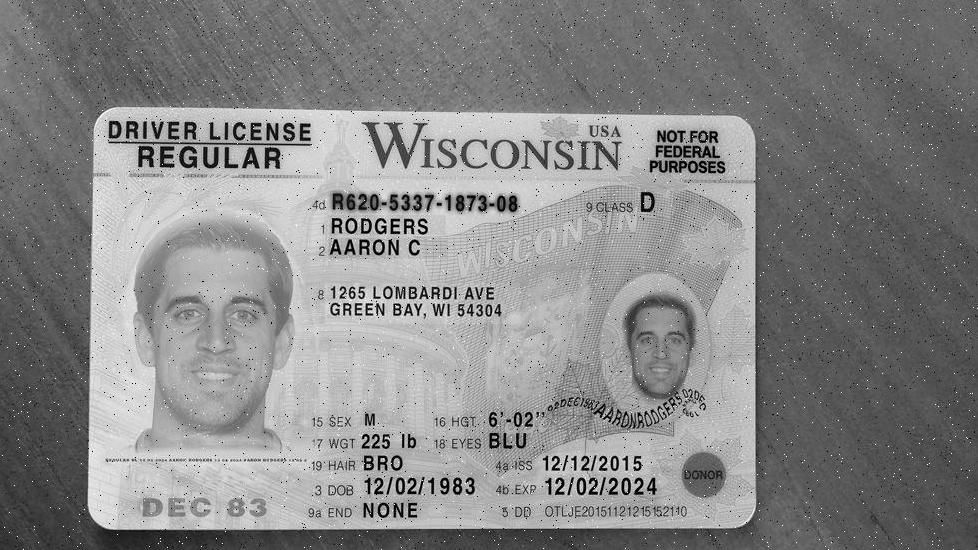 DRIVER LICENSE
REGULAR
WISCONSIN USA
NOT FOR
FEDERAL
PURPOSES
4d R620-5337-1873-08
9 CLASS D
1 RODGERS
2 AARON C
WISCONSIN
8 1265 LOMBARDI AVE
GREEN BAY, WI 54304
15 SEX M 16 HGT 6'-02"
17 WGT 225 lb 18 EYES BLU
19 HAIR BRO 4a ISS 12/12/2015
3 DOB 12/02/1983 4b EXP 12/02/2024
9a END NONE 5 DD OTLJE20151121215152110
AARONRODGERS
DONOR
DEC 83